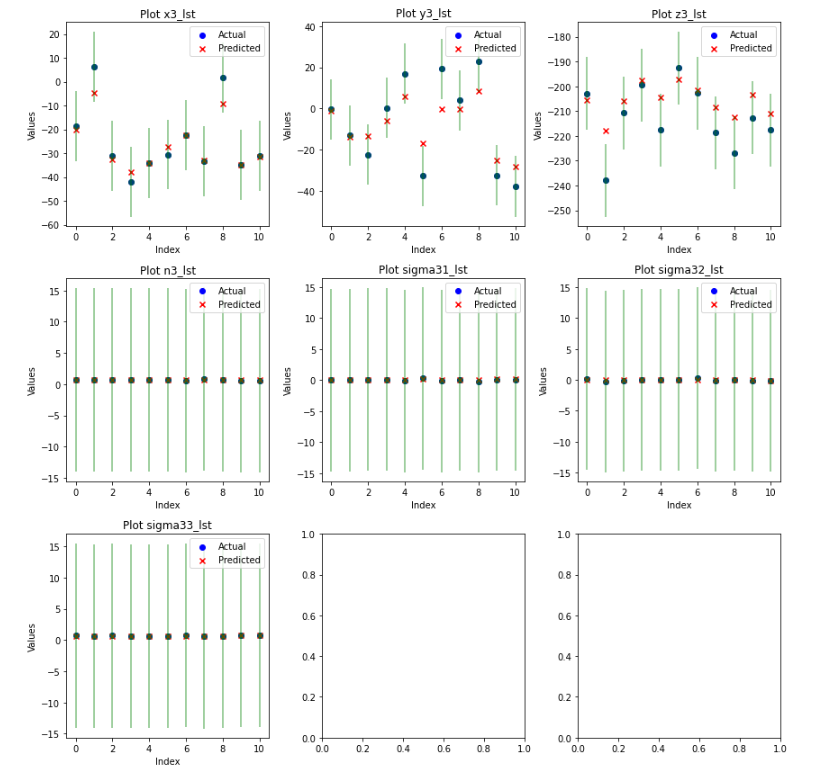 Plot x3_lst
Actual
Predicted
20
10
0
−10
−20
−30
−40
−50
−60
Values
0 2 4 6 8 10
Index
Plot y3_lst
Actual
Predicted
40
20
0
−20
−40
Values
0 2 4 6 8 10
Index
Plot z3_lst
Actual
Predicted
−180
−190
−200
−210
−220
−230
−240
−250
Values
0 2 4 6 8 10
Index
Plot n3_lst
Actual
Predicted
15
10
5
0
−5
−10
−15
Values
0 2 4 6 8 10
Index
Plot sigma31_lst
Actual
Predicted
15
10
5
0
−5
−10
−15
Values
0 2 4 6 8 10
Index
Plot sigma32_lst
Actual
Predicted
15
10
5
0
−5
−10
−15
Values
0 2 4 6 8 10
Index
Plot sigma33_lst
Actual
Predicted
15
10
5
0
−5
−10
−15
Values
0 2 4 6 8 10
Index
1.0
0.8
0.6
0.4
0.2
0.0
0.0 0.2 0.4 0.6 0.8 1.0
1.0
0.8
0.6
0.4
0.2
0.0
0.0 0.2 0.4 0.6 0.8 1.0